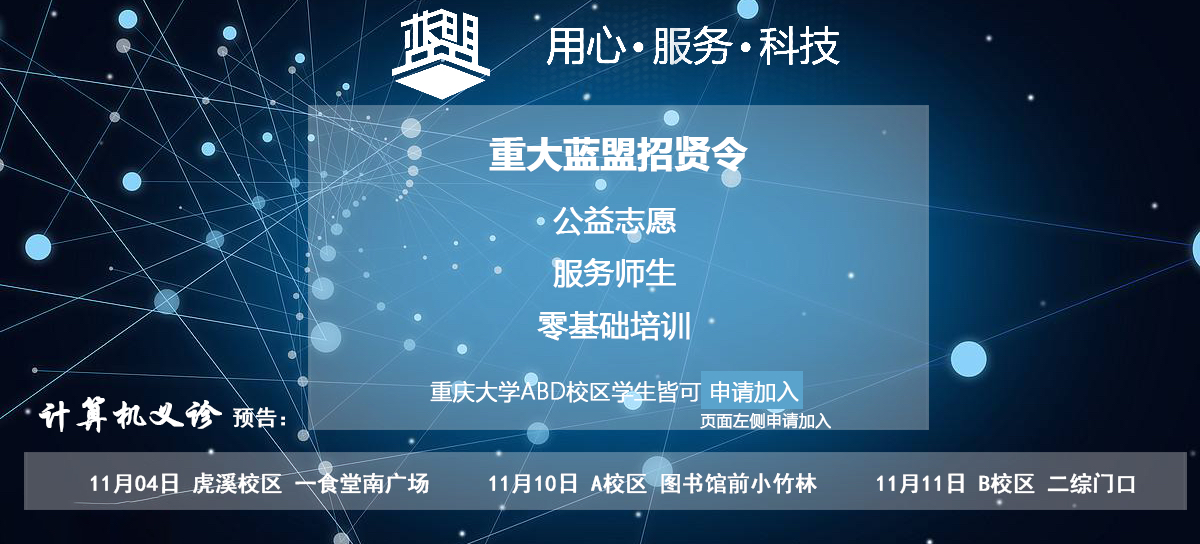 蓝盟
用心·服务·科技
重大蓝盟招贤令
公益志愿
服务师生
零基础培训
重庆大学ABD校区学生皆可 申请加入
页面左侧申请加入
计算机义诊 预告：
11月04日 虎溪校区 一食堂南广场 11月10日 A校区 图书馆前小竹林 11月11日 B校区 二综门口